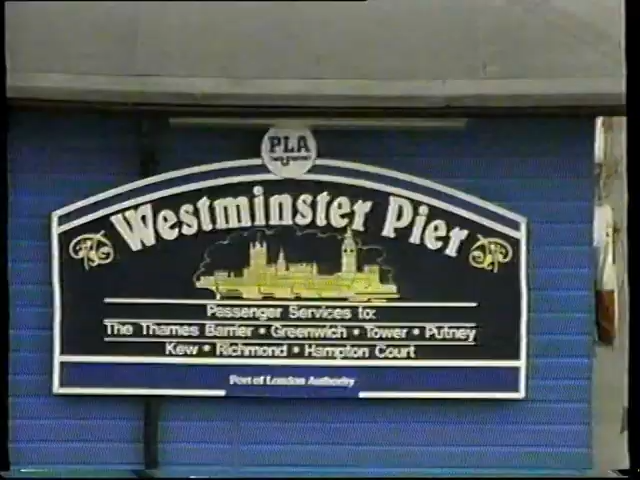 PLA
Westminster Pier
Passenger Services to:
The Thames Barrier • Greenwich • Tower • Putney
Kew • Richmond • Hampton Court
Port of London Authority